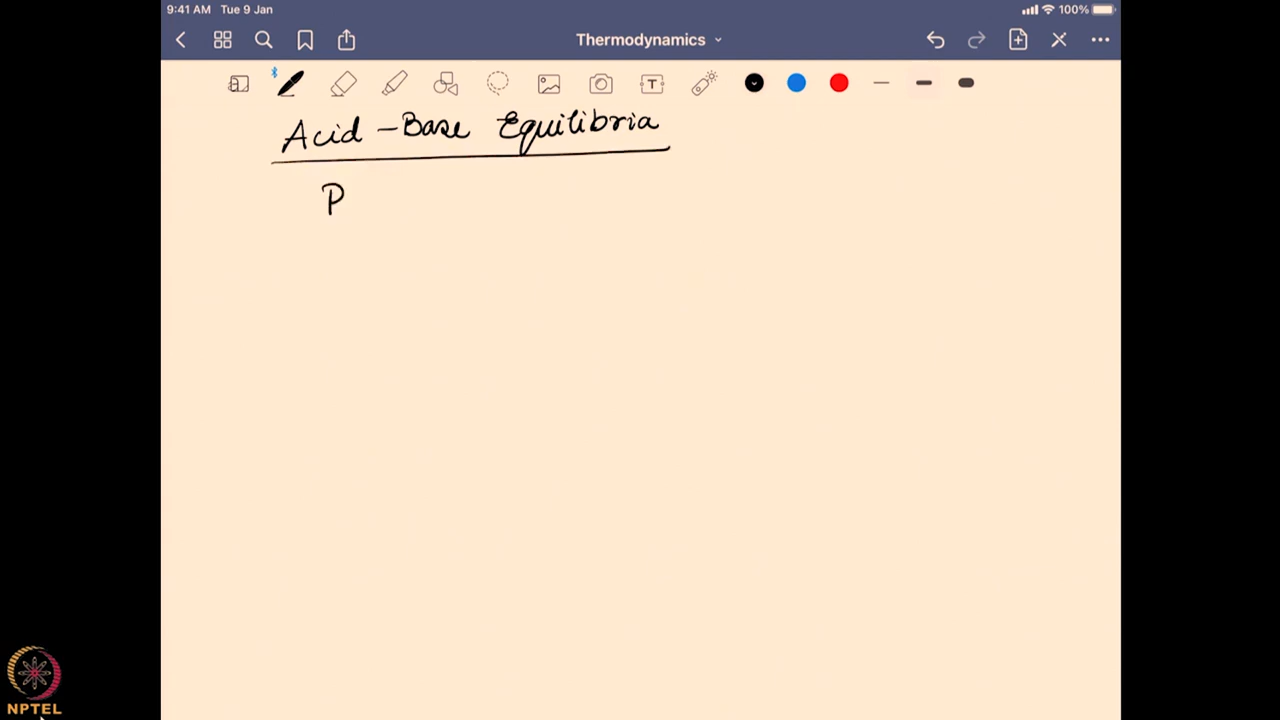 9:41 AM Tue 9 Jan 100%
Thermodynamics
T
Acid - Base Equilibria
P
NPTEL